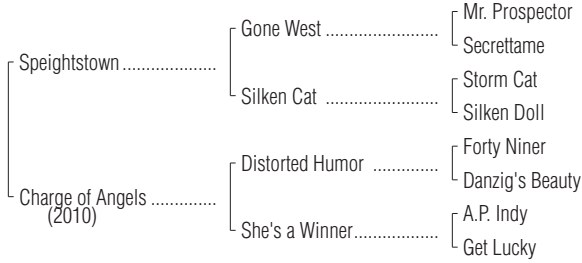 Mr. Prospector
Gone West ........................
Secrettame
Speightstown ....................
Storm Cat
Silken Cat ........................
Silken Doll
Forty Niner
Distorted Humor ..............
Danzig's Beauty
Charge of Angels ..............
(2010)
A.P. Indy
She's a Winner..................
Get Lucky